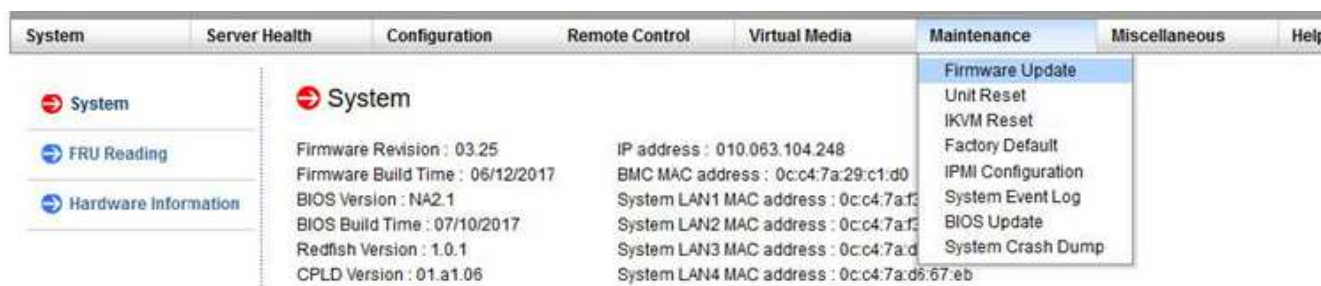 System Server Health Configuration Remote Control Virtual Media Maintenance Miscellaneous
Firmware Update
Unit Reset
IKVM Reset
Factory Default
IPMI Configuration
System Event Log
BIOS Update
System Crash Dump
System
FRU Reading
Hardware Information
System
Firmware Revision : 03.25
Firmware Build Time : 06/12/2017
BIOS Version : NA2.1
BIOS Build Time : 07/10/2017
Redfish Version : 1.0.1
CPLD Version : 01.a1.06
IP address : 010.063.104.248
BMC MAC address : 0c:c4:7a:29:c1:d0
System LAN1 MAC address : 0c:c4:7a:f3
System LAN2 MAC address : 0c:c4:7a:f3
System LAN3 MAC address : 0c:c4:7a:d
System LAN4 MAC address : 0c:c4:7a:d6:67:eb